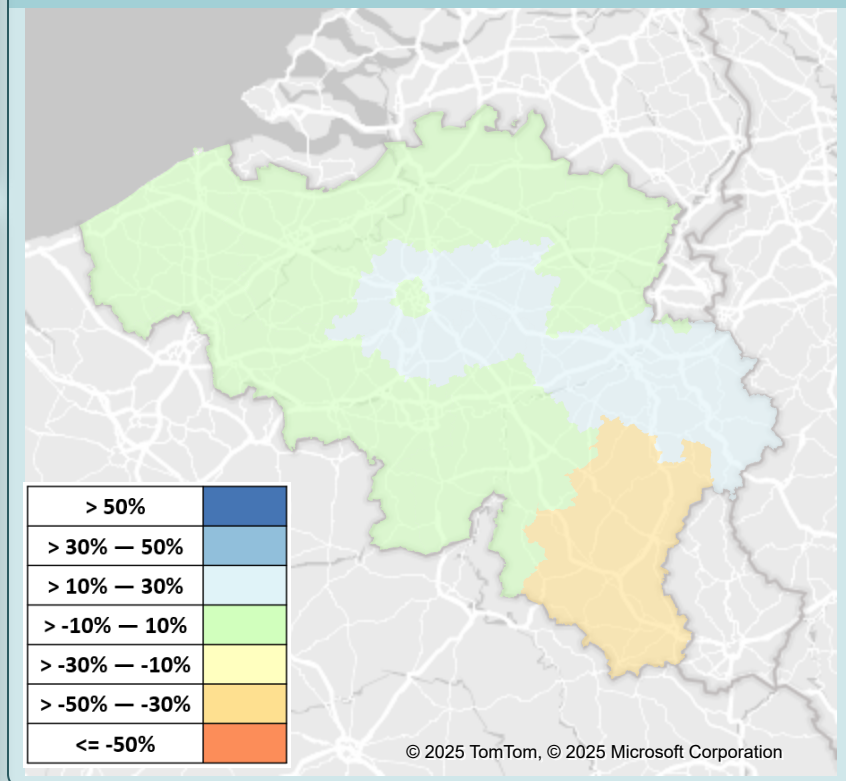 > 50%
> 30% — 50%
> 10% — 30%
> -10% — 10%
> -30% — -10%
> -50% — -30%
<= -50%
© 2025 TomTom, © 2025 Microsoft Corporation